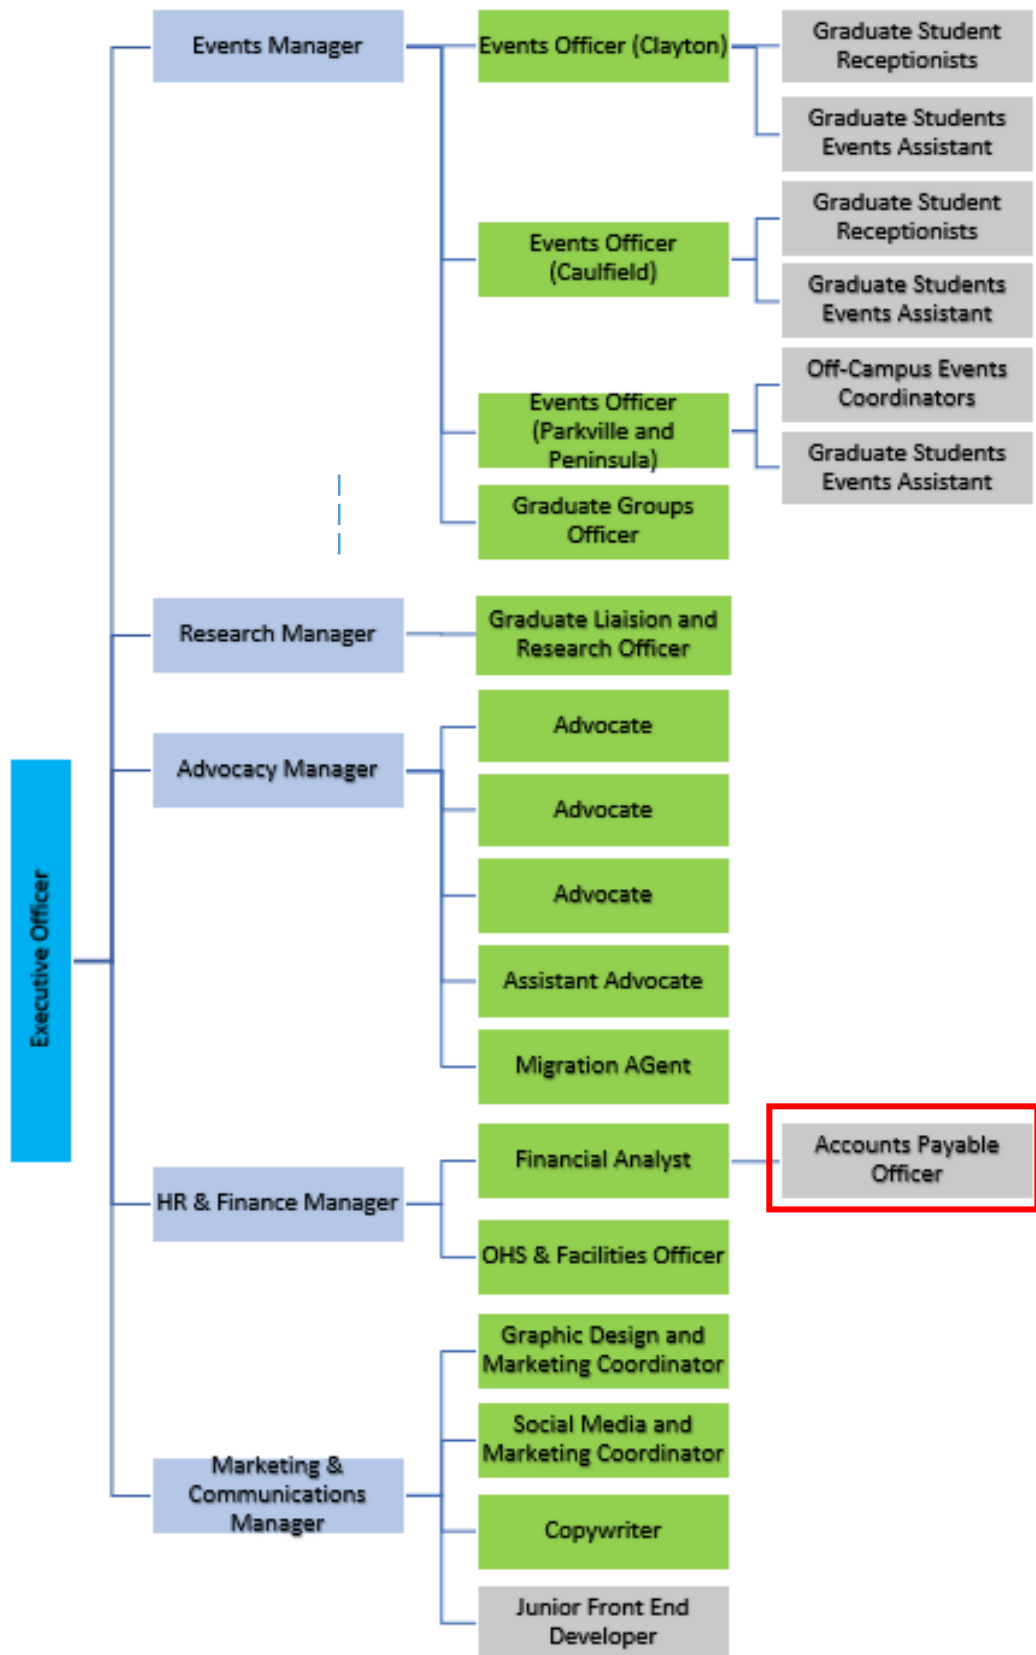 Events Manager
Events Officer (Clayton)
Graduate Student
Receptionists
Graduate Students
Events Assistant
Events Officer
(Caulfield)
Graduate Student
Receptionists
Graduate Students
Events Assistant
Events Officer
(Parkville and
Peninsula)
Off-Campus Events
Coordinators
Graduate Students
Events Assistant
Graduate Groups
Officer
Research Manager
Graduate Liaision and
Research Officer
Executive Officer
Advocacy Manager
Advocate
Advocate
Advocate
Assistant Advocate
Migration AGent
HR & Finance Manager
Financial Analyst
Accounts Payable
Officer
OHS & Facilities Officer
Marketing &
Communications
Manager
Graphic Design and
Marketing Coordinator
Social Media and
Marketing Coordinator
Copywriter
Junior Front End
Developer